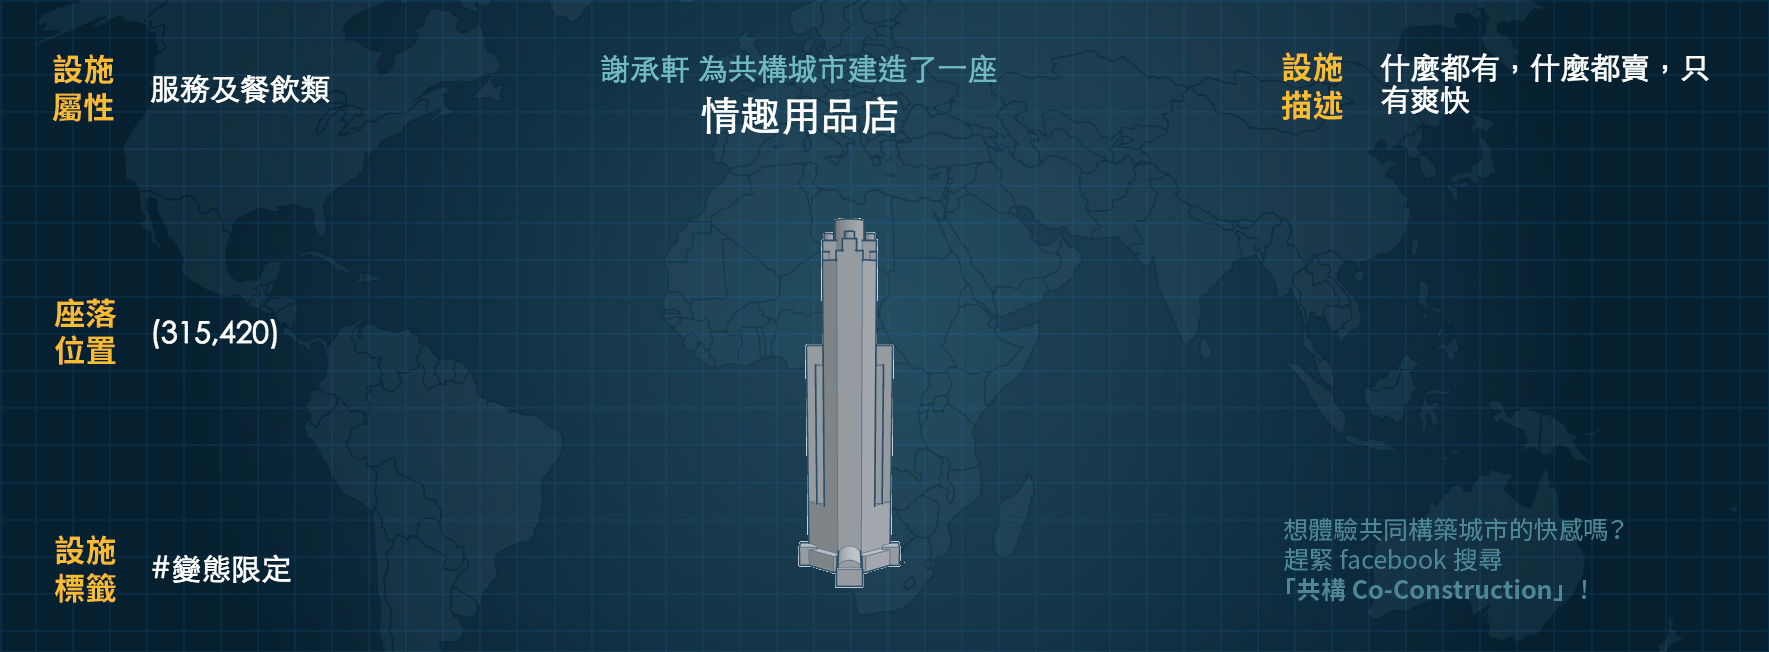 設施
屬性
服務及餐飲類
謝承軒 為共構城市建造了一座
情趣用品店
設施
描述
什麼都有，什麼都賣，只
有爽快
座落
位置
(315,420)
設施
標籤
#變態限定
想體驗共同構築城市的快感嗎？
趕緊 facebook 搜尋
「共構 Co-Construction」！